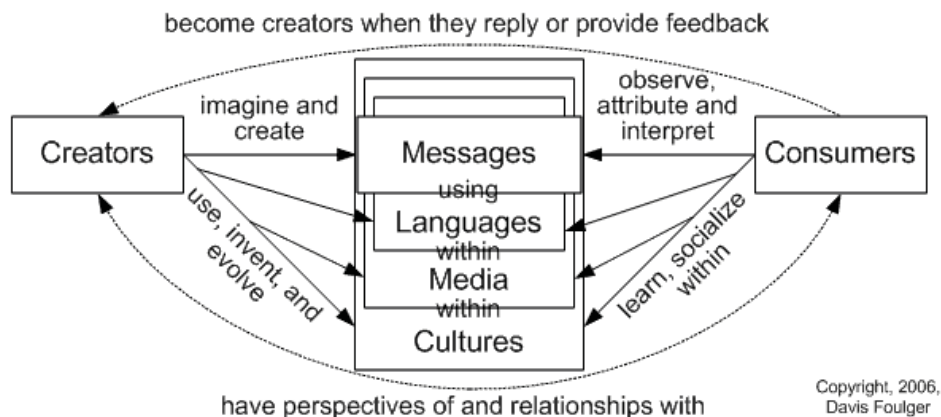 become creators when they reply or provide feedback
imagine and
create
observe,
attribute and
interpret
Creators
Messages
Consumers
using
Languages
within
Media
within
Cultures
use, invent, and
evolve
learn, socialize
within
have perspectives of and relationships with
Copyright, 2006,
Davis Foulger